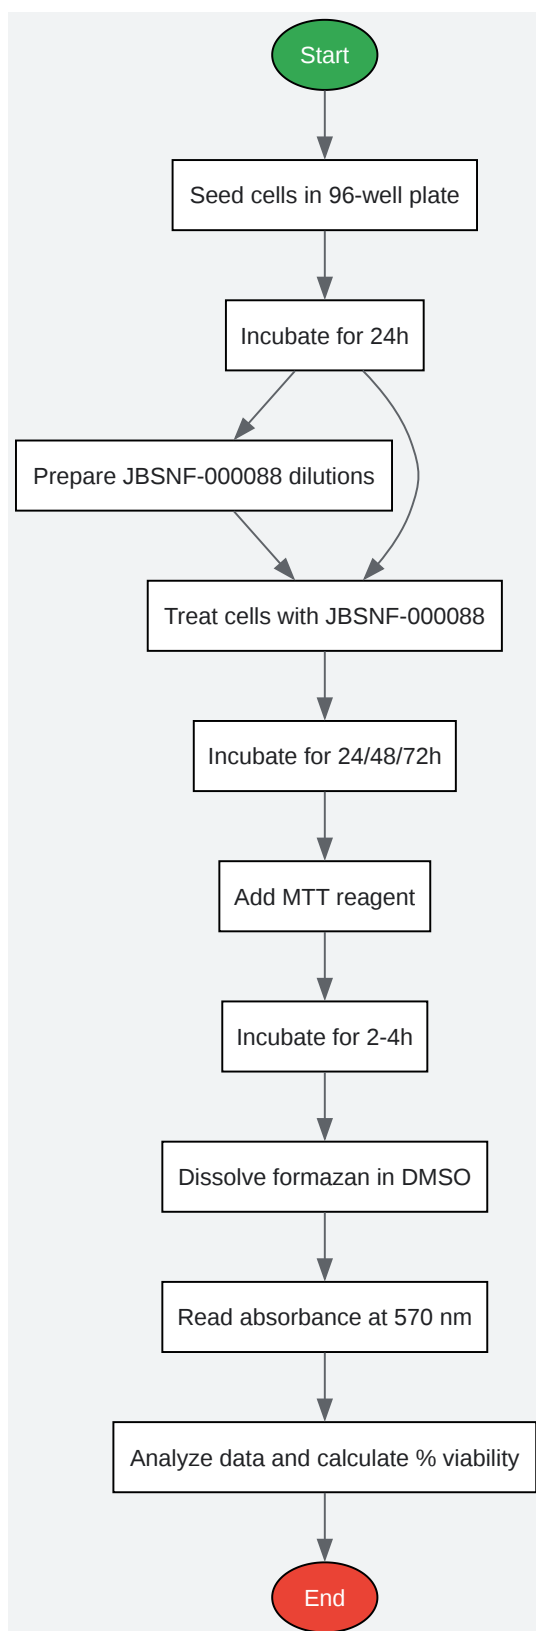 Start
Seed cells in 96-well plate
Incubate for 24h
Prepare JBSNF-000088 dilutions
Treat cells with JBSNF-000088
Incubate for 24/48/72h
Add MTT reagent
Incubate for 2-4h
Dissolve formazan in DMSO
Read absorbance at 570 nm
Analyze data and calculate % viability
End